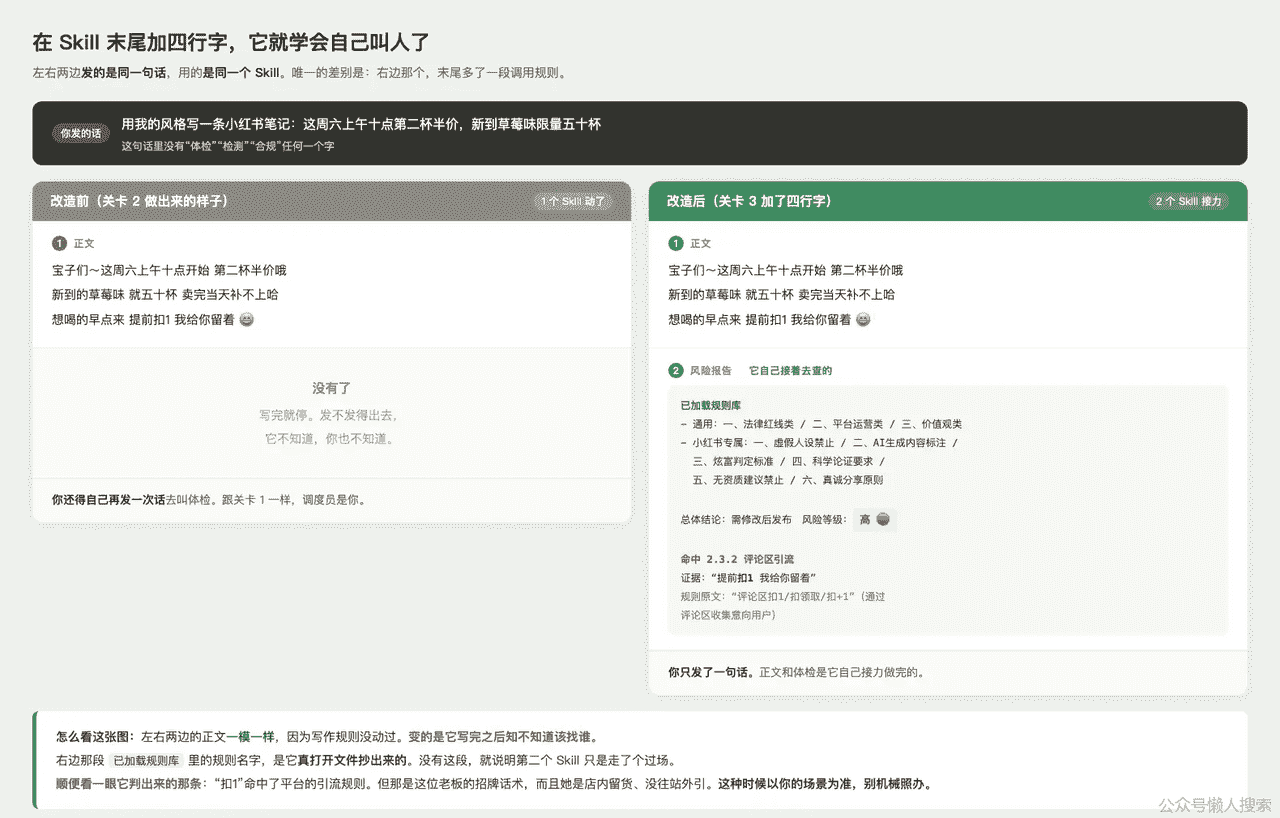 在 Skill 末尾加四行字，它就学会自己叫人了
左右两边发的是同一句话，用的是同一个 Skill。唯一的差别是：右边那个，末尾多了一段调用规则。
你发的话
用我的风格写一条小红书笔记：这周六上午十点第二杯半价，新到草莓味限量五十杯
这句话里没有“体检”“检测”“合规”任何一个字
改造前（关卡 2 做出来的样子）
1 个 Skill 动了
1 正文
宝子们～这周六上午十点开始 第二杯半价哦
新到的草莓味 就五十杯 卖完当天补不上哈
想喝的早点来 提前扣1 我给你留着 😄
没有了
写完就停。发不发得出去，
它不知道，你也不知道。
你还得自己再发一次话去叫体检。跟关卡 1 一样，调度员是你。
改造后（关卡 3 加了四行字）
2 个 Skill 接力
1 正文
宝子们～这周六上午十点开始 第二杯半价哦
新到的草莓味 就五十杯 卖完当天补不上哈
想喝的早点来 提前扣1 我给你留着 😄
2 风险报告 它自己接着去查的
已加载规则库
- 通用：一、法律红线类 / 二、平台运营类 / 三、价值观类
- 小红书专属：一、虚假人设禁止 / 二、AI生成内容标注 /
三、炫富判定标准 / 四、科学论证要求 /
五、无资质建议禁止 / 六、真诚分享原则
总体结论：需修改后发布 风险等级： 高
命中 2.3.2 评论区引流
证据：“提前扣1 我给你留着”
规则原文：“评论区扣1/扣领取/扣+1”（通过
评论区收集意向用户）
你只发了一句话。正文和体检是它自己接力做完的。
怎么看这张图：左右两边的正文一模一样，因为写作规则没动过。变的是它写完之后知不知道该找谁。
右边那段 已加载规则库 里的规则名字，是它真打开文件抄出来的。没有这段，就说明第二个 Skill 只是走了个过场。
顺便看一眼它判出来的那条：“扣1”命中了平台的引流规则。但那是这位老板的招牌话术，而且她是店内留货、没往站外引。这种时候以你的场景为准，别机械照办。
公众号懒人搜索